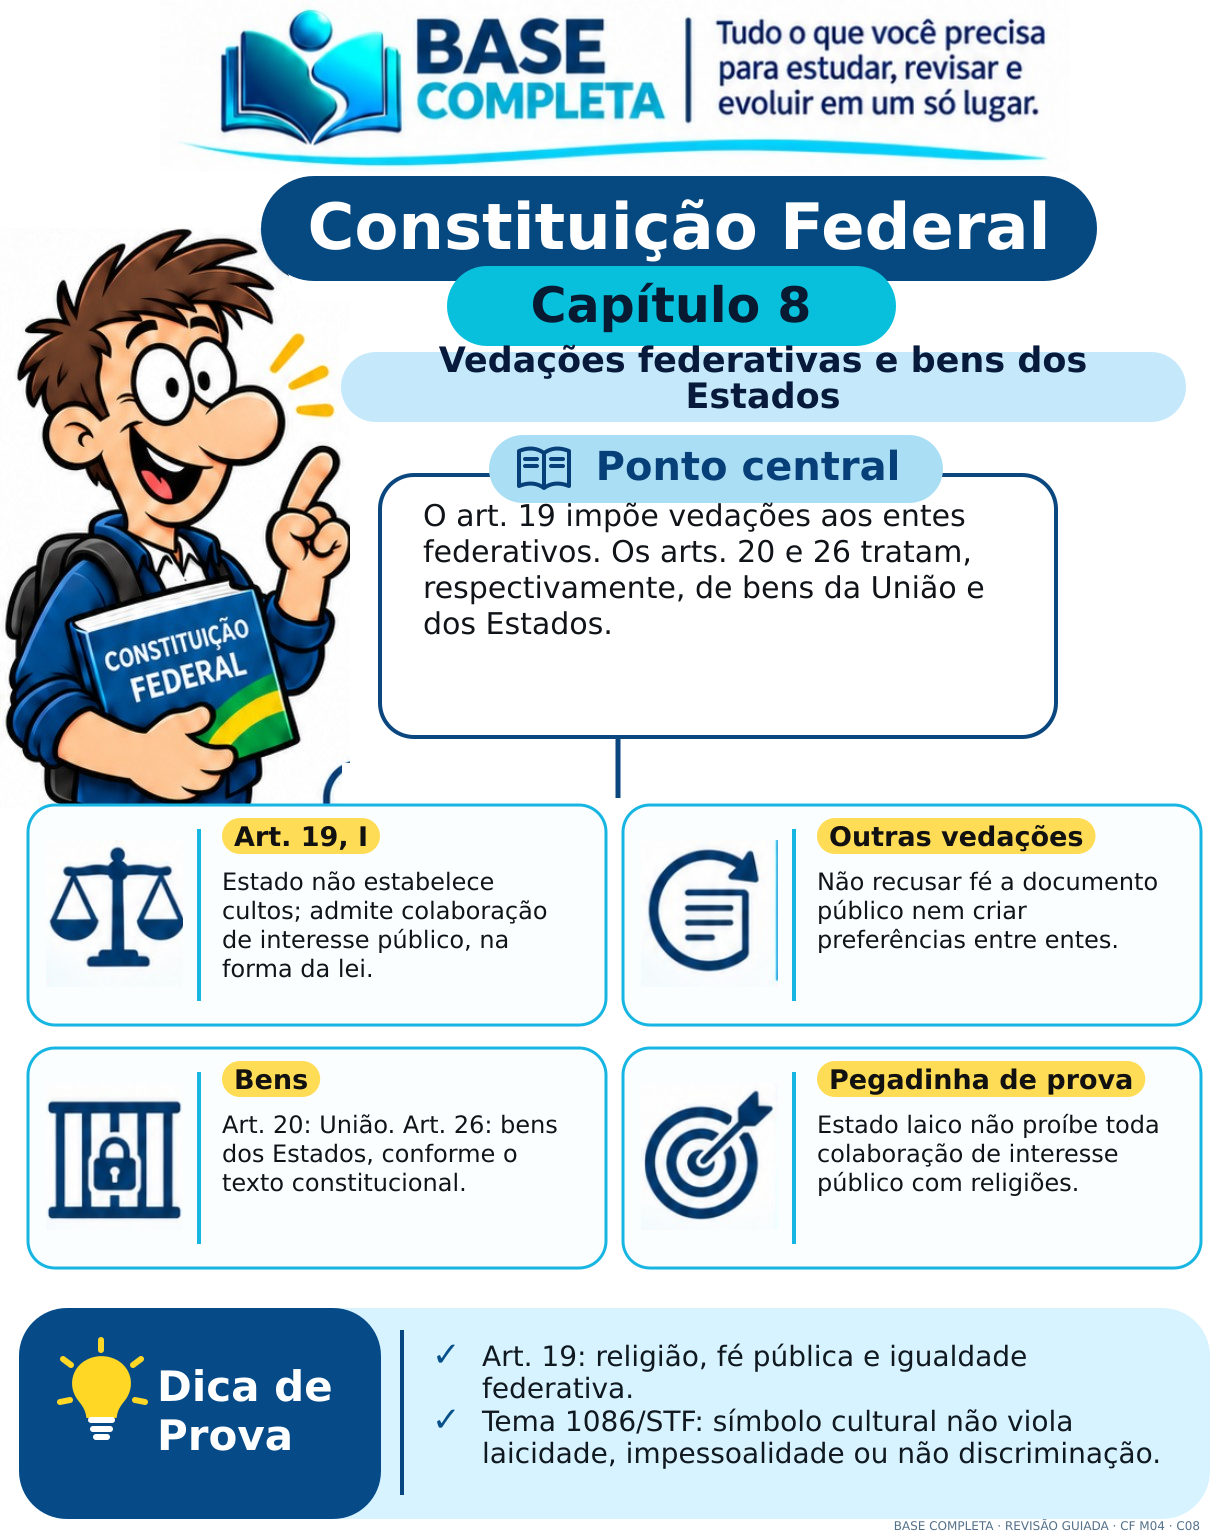 BASE
COMPLETA
Tudo o que você precisa
para estudar, revisar e
evoluir em um só lugar.
Constituição Federal
Capítulo 8
Vedações federativas e bens dos
Estados
Ponto central
O art. 19 impõe vedações aos entes
federativos. Os arts. 20 e 26 tratam,
respectivamente, de bens da União e
dos Estados.
CONSTITUIÇÃO
FEDERAL
Art. 19, I
Estado não estabelece
cultos; admite colaboração
de interesse público, na
forma da lei.
Outras vedações
Não recusar fé a documento
público nem criar
preferências entre entes.
Bens
Art. 20: União. Art. 26: bens
dos Estados, conforme o
texto constitucional.
Pegadinha de prova
Estado laico não proíbe toda
colaboração de interesse
público com religiões.
Dica de
Prova
✓ Art. 19: religião, fé pública e igualdade
federativa.
✓ Tema 1086/STF: símbolo cultural não viola
laicidade, impessoalidade ou não discriminação.
BASE COMPLETA · REVISÃO GUIADA · CF M04 · C08